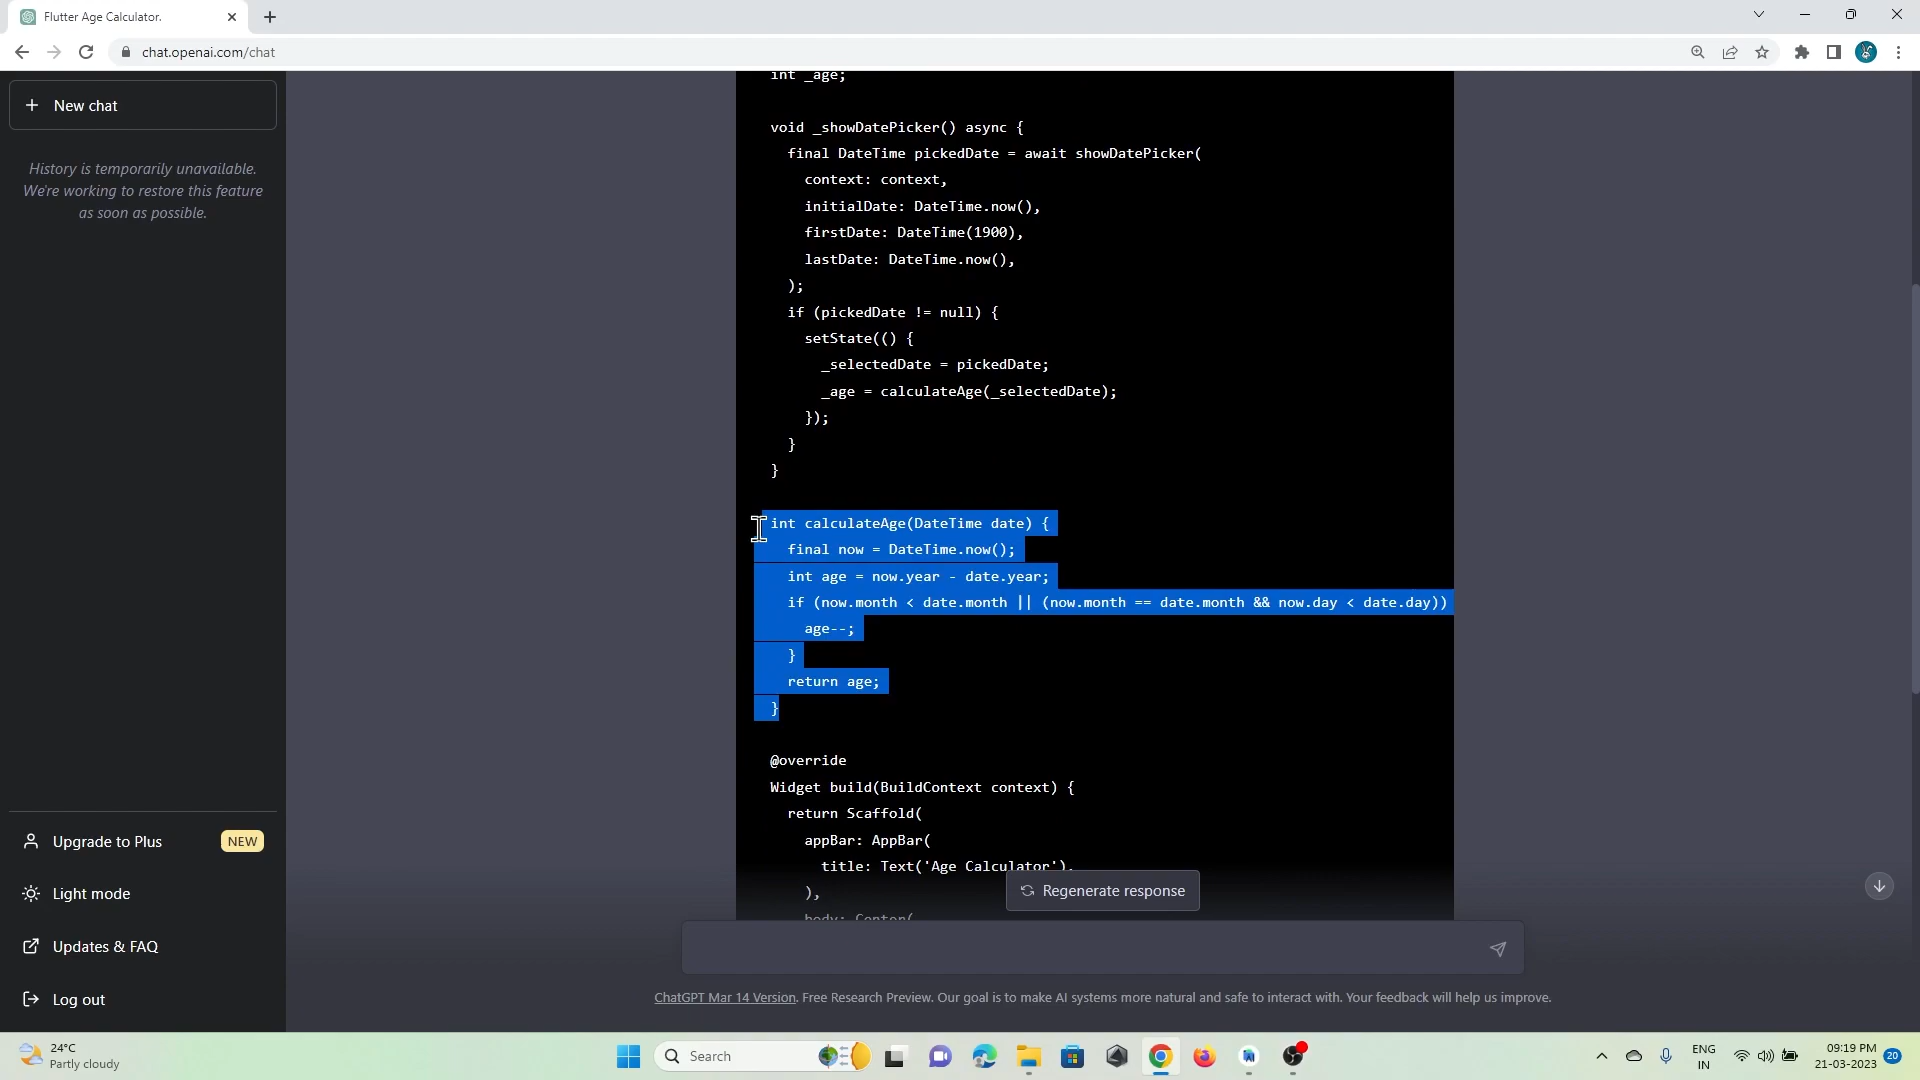 Flutter Age Calculator.
chat.openai.com/chat
New chat
History is temporarily unavailable.
We're working to restore this feature
as soon as possible.
Upgrade to Plus NEW
Light mode
Updates & FAQ
Log out
int _age;
void _showDatePicker() async {
final DateTime pickedDate = await showDatePicker(
context: context,
initialDate: DateTime.now(),
firstDate: DateTime(1900),
lastDate: DateTime.now(),
);
if (pickedDate != null) {
setState(() {
_selectedDate = pickedDate;
_age = calculateAge(_selectedDate);
});
}
}
int calculateAge(DateTime date) {
final now = DateTime.now();
int age = now.year - date.year;
if (now.month < date.month || (now.month == date.month && now.day < date.day))
age--;
}
return age;
}
@override
Widget build(BuildContext context) {
return Scaffold(
appBar: AppBar(
title: Text('Age Calculator'),
),
body: Center(
Regenerate response
ChatGPT Mar 14 Version. Free Research Preview. Our goal is to make AI systems more natural and safe to interact with. Your feedback will help us improve.
24°C
Partly cloudy
Search
ENG
IN
09:19 PM
21-03-2023
20